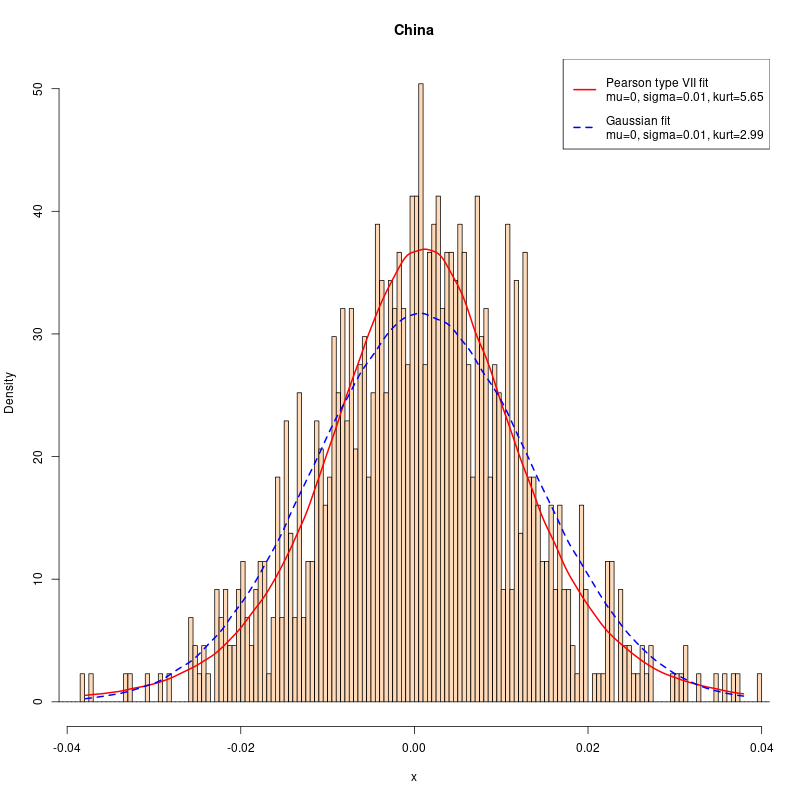 China
Pearson type VII fit
mu=0, sigma=0.01, kurt=5.65
Gaussian fit
mu=0, sigma=0.01, kurt=2.99
50
40
30
20
10
0
Density
-0.04 -0.02 0.00 0.02 0.04
x